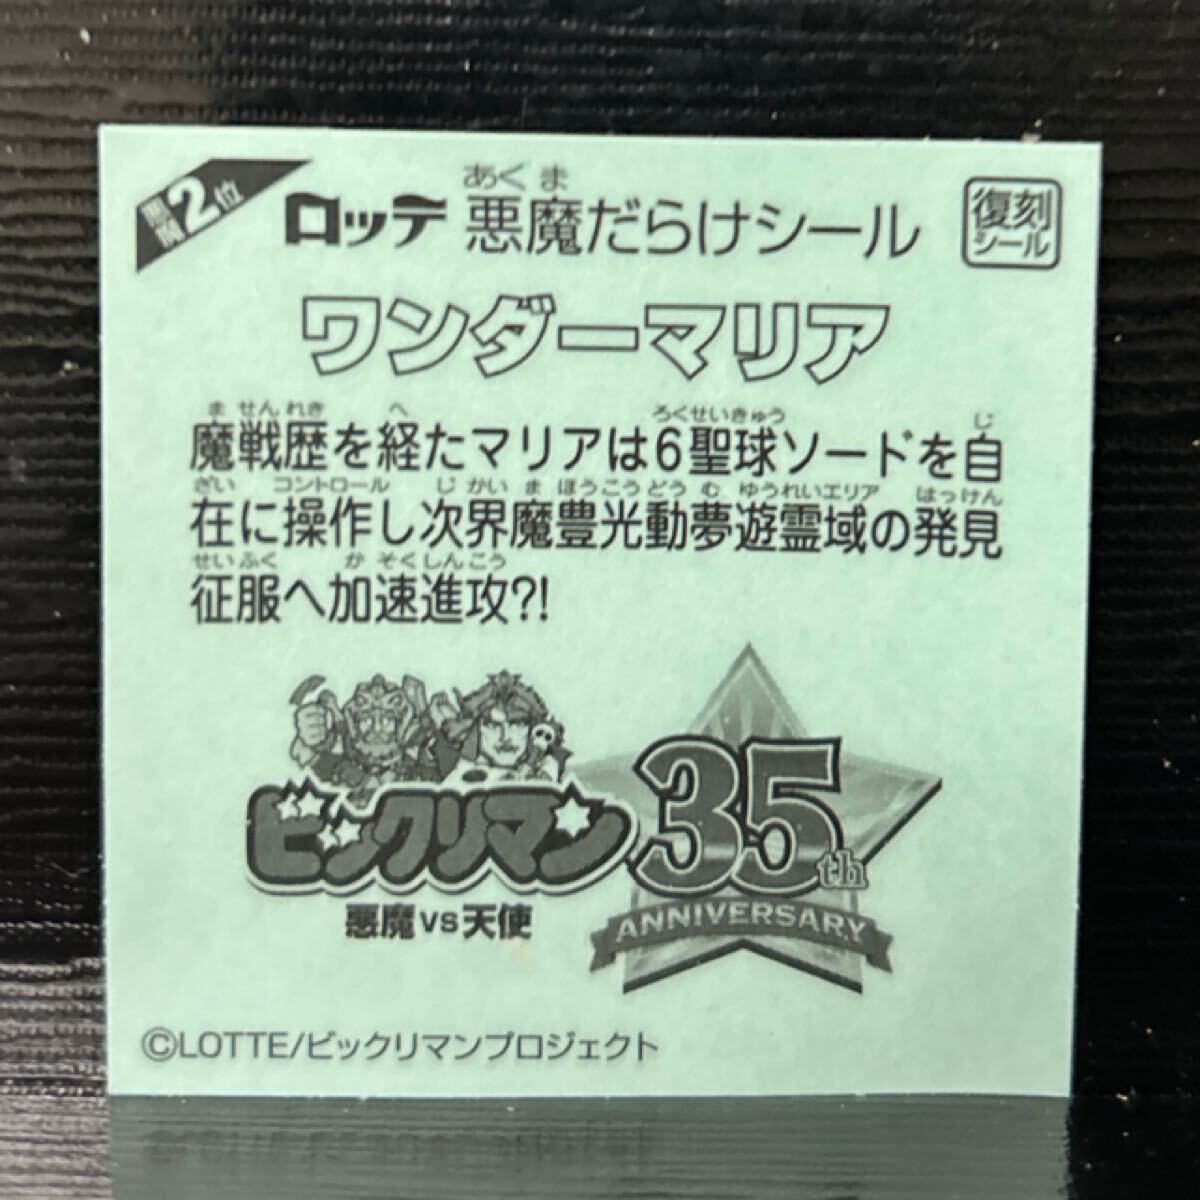 悪魔2位
ロッテ 悪魔だらけシール
あくま
復刻
シール
ワンダーマリア
ませんれき へ ろくせいきゅう じ
魔戦歴を経たマリアは6聖球ソードを自
ざい コントロール じかいまほうこうどうむゆうれいエリア はっけん
在に操作し次界魔豊光動夢遊霊域の発見
せいふく かそくしんこう
征服へ加速進攻?!
ビックリマン
悪魔VS天使
35th
ANNIVERSARY
©LOTTE/ビックリマンプロジェクト